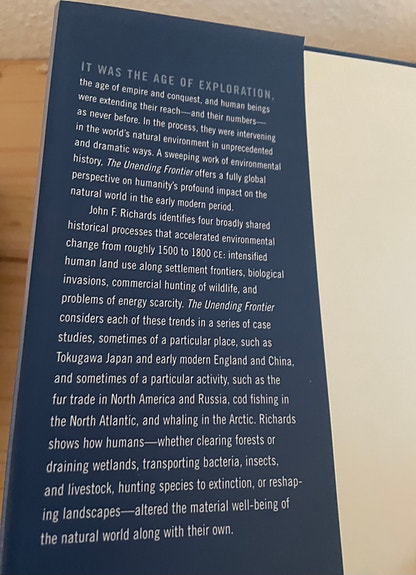 IT WAS THE AGE OF EXPLORATION,
the age of empire and conquest, and human beings
were extending their reach—and their numbers—
as never before. In the process, they were intervening
in the world's natural environment in unprecedented
and dramatic ways. A sweeping work of environmental
history, The Unending Frontier offers a fully global
perspective on humanity's profound impact on the
natural world in the early modern period.
John F. Richards identifies four broadly shared
historical processes that accelerated environmental
change from roughly 1500 to 1800 CE: intensified
human land use along settlement frontiers, biological
invasions, commercial hunting of wildlife, and
problems of energy scarcity. The Unending Frontier
considers each of these trends in a series of case
studies, sometimes of a particular place, such as
Tokugawa Japan and early modern England and China,
and sometimes of a particular activity, such as the
fur trade in North America and Russia, cod fishing in
the North Atlantic, and whaling in the Arctic. Richards
shows how humans—whether clearing forests or
draining wetlands, transporting bacteria, insects,
and livestock, hunting species to extinction, or reshap-
ing landscapes—altered the material well-being of
the natural world along with their own.